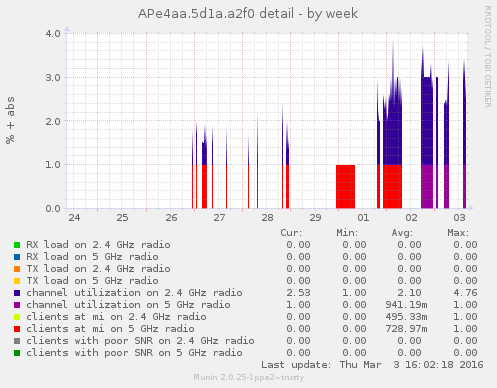 APe4aa.5d1a.a2f0 detail - by week
RRDTOOL / TOBI OETIKER
% + abs
4.0
3.0
2.0
1.0
0.0
24 25 26 27 28 29 01 02 03
Cur: Min: Avg: Max:
RX load on 2.4 GHz radio 0.00 0.00 0.00 0.00
RX load on 5 GHz radio 0.00 0.00 0.00 0.00
TX load on 2.4 GHz radio 0.00 0.00 0.00 0.00
TX load on 5 GHz radio 0.00 0.00 0.00 0.00
channel utilization on 2.4 GHz radio 2.53 1.00 2.10 4.76
channel utilization on 5 GHz radio 1.00 0.00 941.19m 1.00
clients at mi on 2.4 GHz radio 0.00 0.00 495.33m 1.00
clients at mi on 5 GHz radio 0.00 0.00 728.97m 1.00
clients with poor SNR on 2.4 GHz radio 0.00 0.00 0.00 0.00
clients with poor SNR on 5 GHz radio 0.00 0.00 0.00 0.00
Last update: Thu Mar 3 16:02:18 2016
Munin 2.0.25-1ppa2~trusty